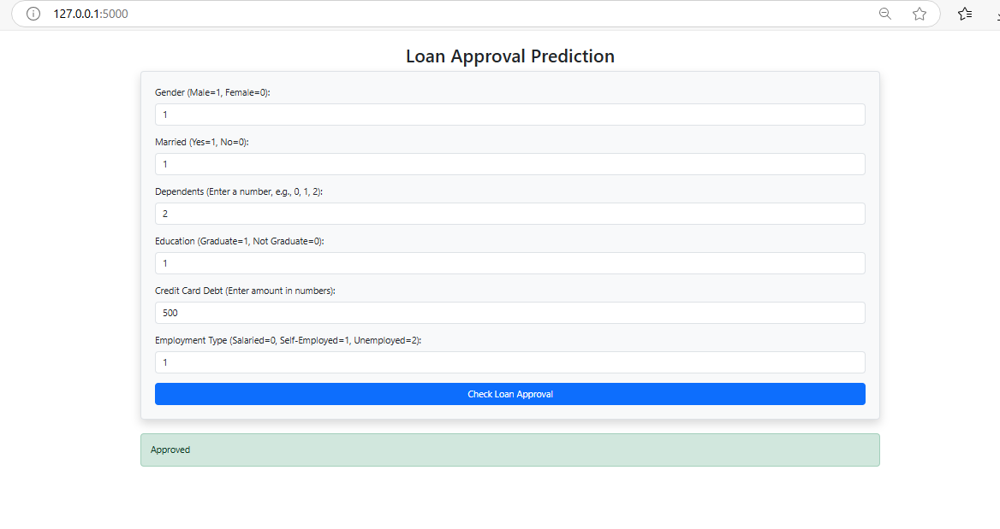 127.0.0.1:5000
Loan Approval Prediction
Gender (Male=1, Female=0):
1
Married (Yes=1, No=0):
1
Dependents (Enter a number, e.g., 0, 1, 2):
2
Education (Graduate=1, Not Graduate=0):
1
Credit Card Debt (Enter amount in numbers):
500
Employment Type (Salaried=0, Self-Employed=1, Unemployed=2):
1
Check Loan Approval
Approved